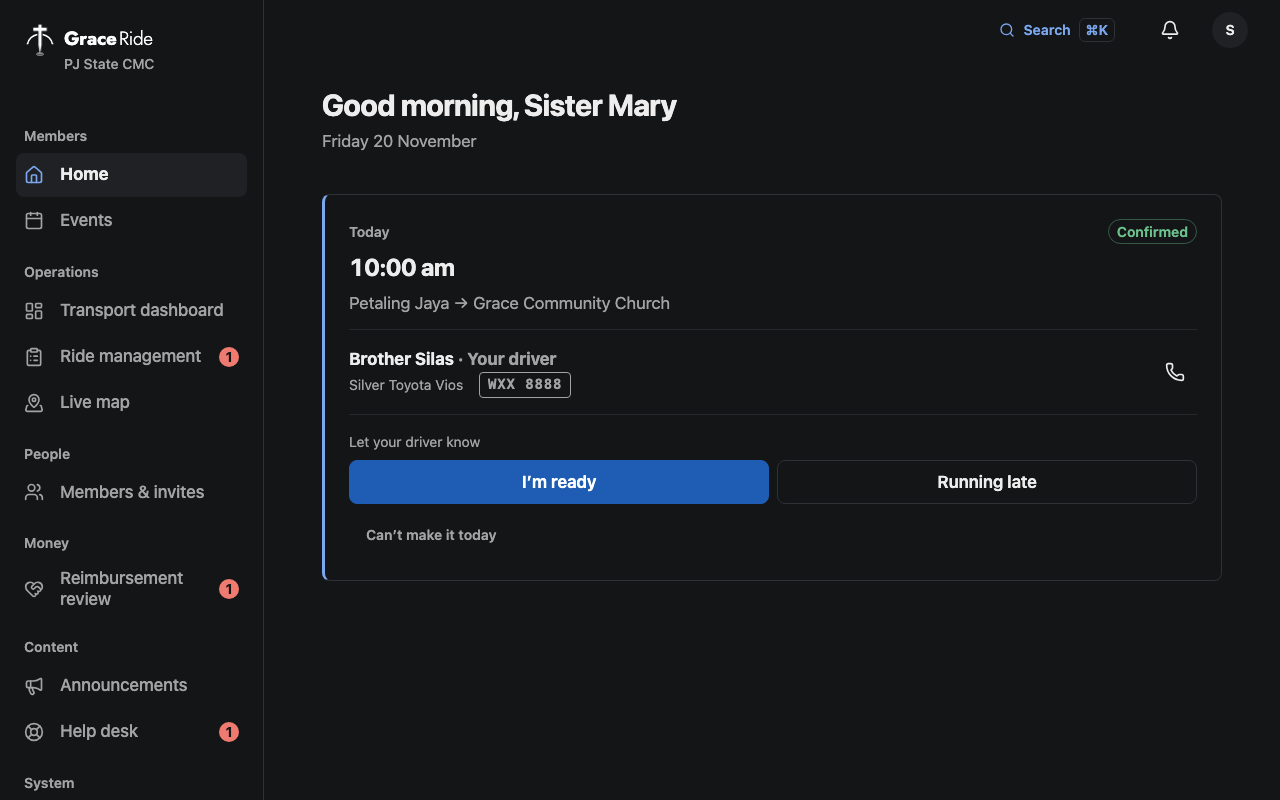 Grace Ride
PJ State CMC
Search ⌘K
S
Members
Home
Events
Operations
Transport dashboard
Ride management 1
Live map
People
Members & invites
Money
Reimbursement
review 1
Content
Announcements
Help desk 1
System
Good morning, Sister Mary
Friday 20 November
Today
Confirmed
10:00 am
Petaling Jaya → Grace Community Church
Brother Silas · Your driver
Silver Toyota Vios WXX 8888
Let your driver know
I’m ready
Running late
Can’t make it today